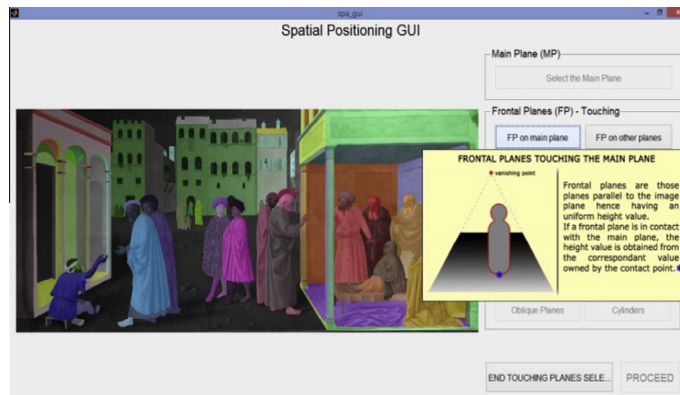 spa_gui
Spatial Positioning GUI
Main Plane (MP)
Select the Main Plane
Frontal Planes (FP) - Touching
FP on main plane
FP on other planes
FRONTAL PLANES TOUCHING THE MAIN PLANE
vanishing point
Frontal planes are those
planes parallel to the image
plane hence having an
uniform height value.
If a frontal plane is in contact
with the main plane, the
height value is obtained from
the correspondant value
owned by the contact point.
Oblique Planes
Cylinders
END TOUCHING PLANES SELE...
PROCEED